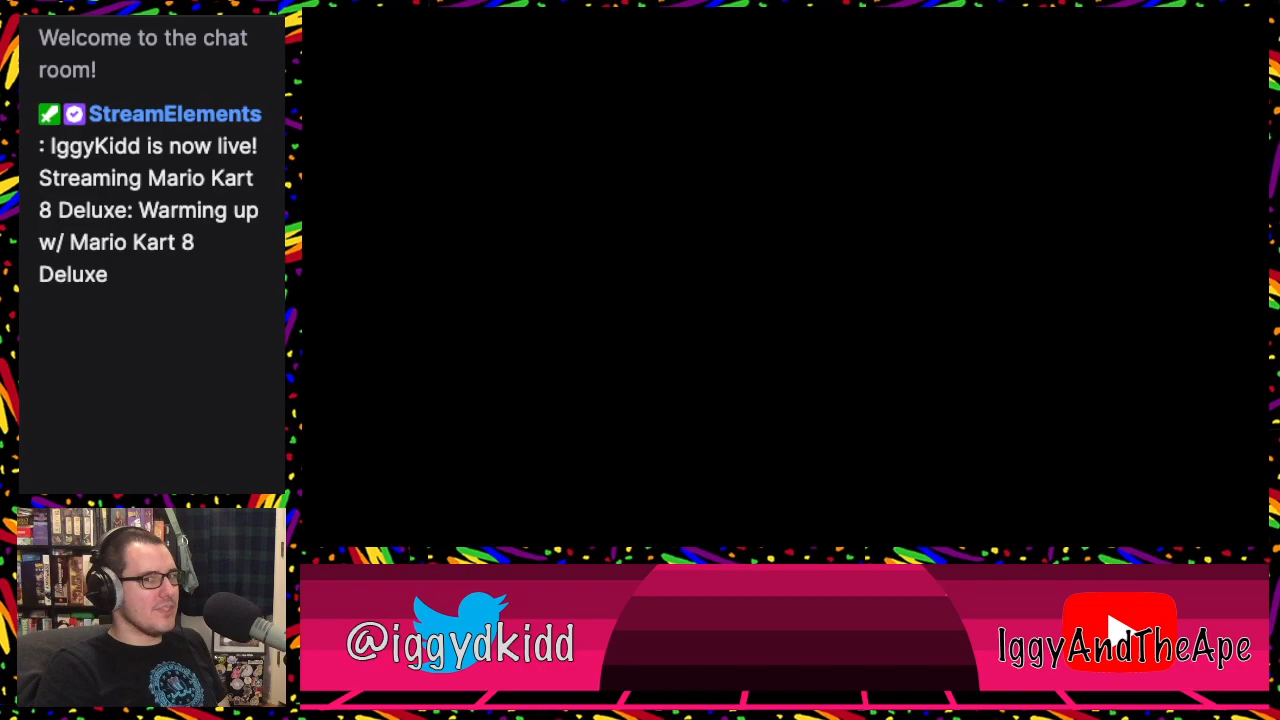 Welcome to the chat
room!
StreamElements
: IggyKidd is now live!
Streaming Mario Kart
8 Deluxe: Warming up
w/ Mario Kart 8
Deluxe
@iggydkidd
IggyAndTheApe